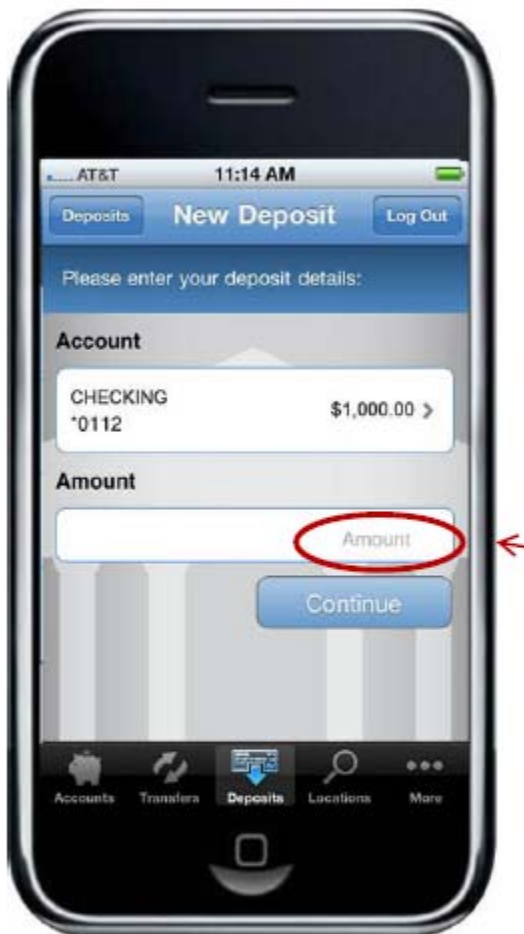 AT&T 11:14 AM
Deposits New Deposit Log Out
Please enter your deposit details:
Account
CHECKING
*0112 $1,000.00 >
Amount
Amount
Continue
Accounts Transfers Deposits Locations More